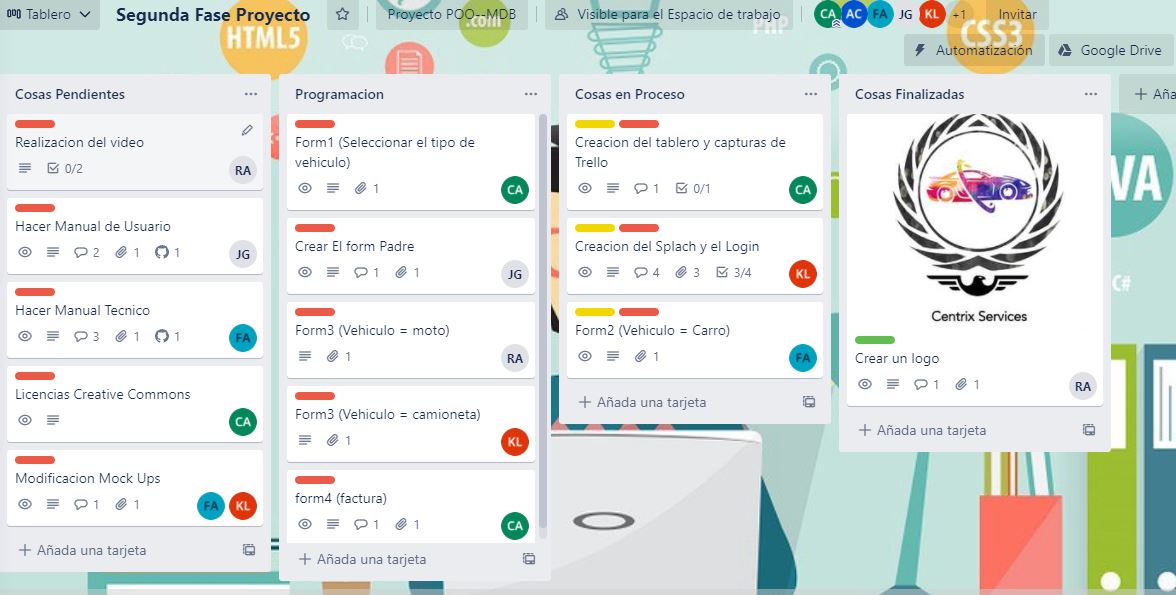 Tablero
Segunda Fase Proyecto
Proyecto POO--MDB
Visible para el Espacio de trabajo
CA AC FA JG KL +1
Invitar
Automatización
Google Drive
HTML5
.com
PHP
CSS3
Cosas Pendientes
Realizacion del video
0/2
RA
Hacer Manual de Usuario
2 1 1
JG
Hacer Manual Tecnico
3 1 1
FA
Licencias Creative Commons
CA
Modificacion Mock Ups
1 1
FA KL
+ Añada una tarjeta
Programacion
Form1 (Seleccionar el tipo de
vehiculo)
1
CA
Crear El form Padre
1 1
JG
Form3 (Vehiculo = moto)
1
RA
Form3 (Vehiculo = camioneta)
1
KL
form4 (factura)
1 1
CA
+ Añada una tarjeta
Cosas en Proceso
Creacion del tablero y capturas de
Trello
1 0/1
CA
Creacion del Splach y el Login
4 3 3/4
KL
Form2 (Vehiculo = Carro)
1
FA
+ Añada una tarjeta
Cosas Finalizadas
Centrix Services
Crear un logo
1 1
RA
+ Añada una tarjeta
+ Aña
VA
C#